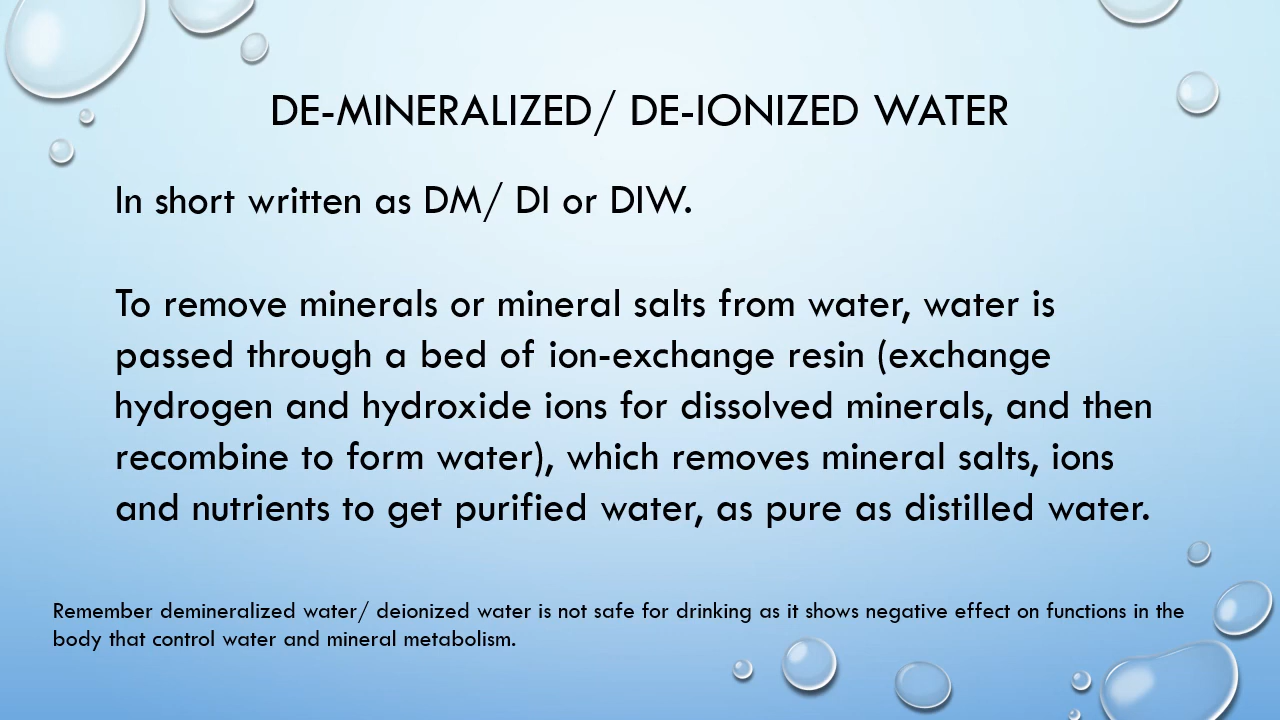 DE-MINERALIZED/ DE-IONIZED WATER
In short written as DM/ DI or DIW.
To remove minerals or mineral salts from water, water is
passed through a bed of ion-exchange resin (exchange
hydrogen and hydroxide ions for dissolved minerals, and then
recombine to form water), which removes mineral salts, ions
and nutrients to get purified water, as pure as distilled water.
Remember demineralized water/ deionized water is not safe for drinking as it shows negative effect on functions in the
body that control water and mineral metabolism.